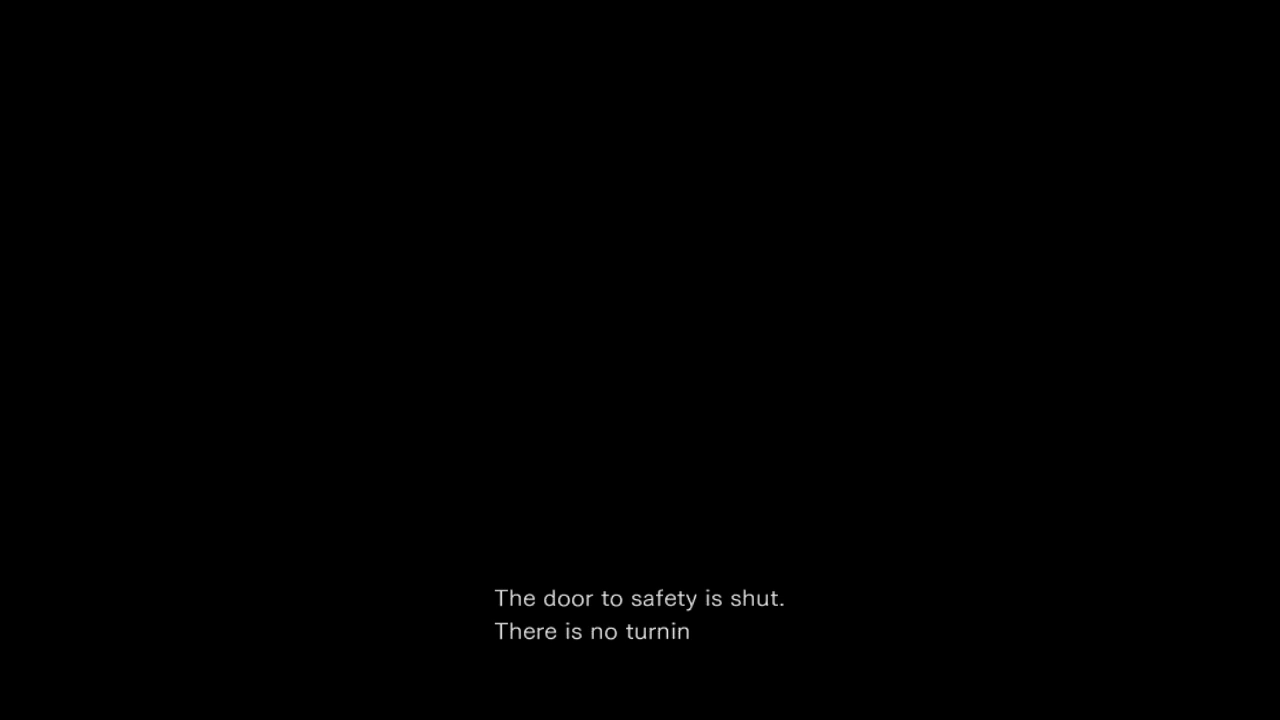 The door to safety is shut.
There is no turnin